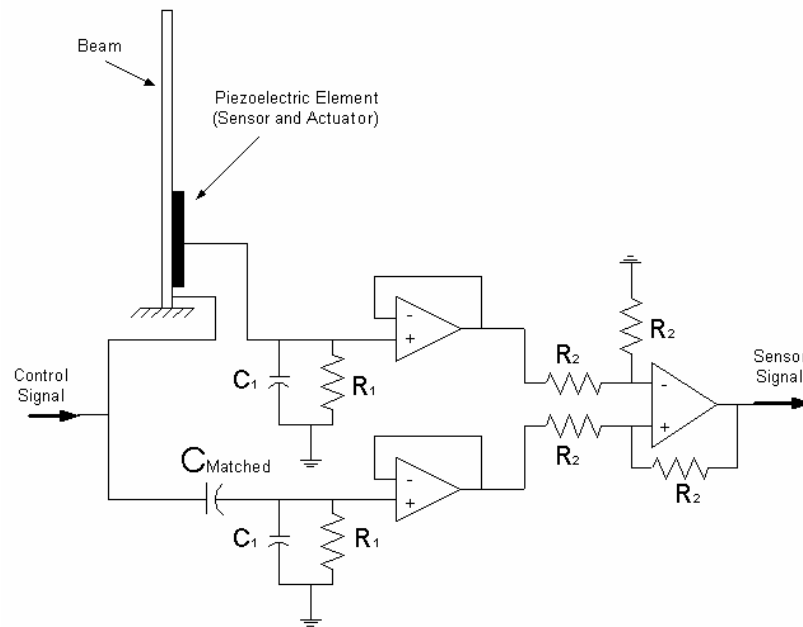 Beam
Piezoelectric Element
(Sensor and Actuator)
R₂
-
+
C₁
R₁
R₂
-
+
Sensor
Signal
Control
Signal
R₂
R₂
CMatched
-
+
C₁
R₁